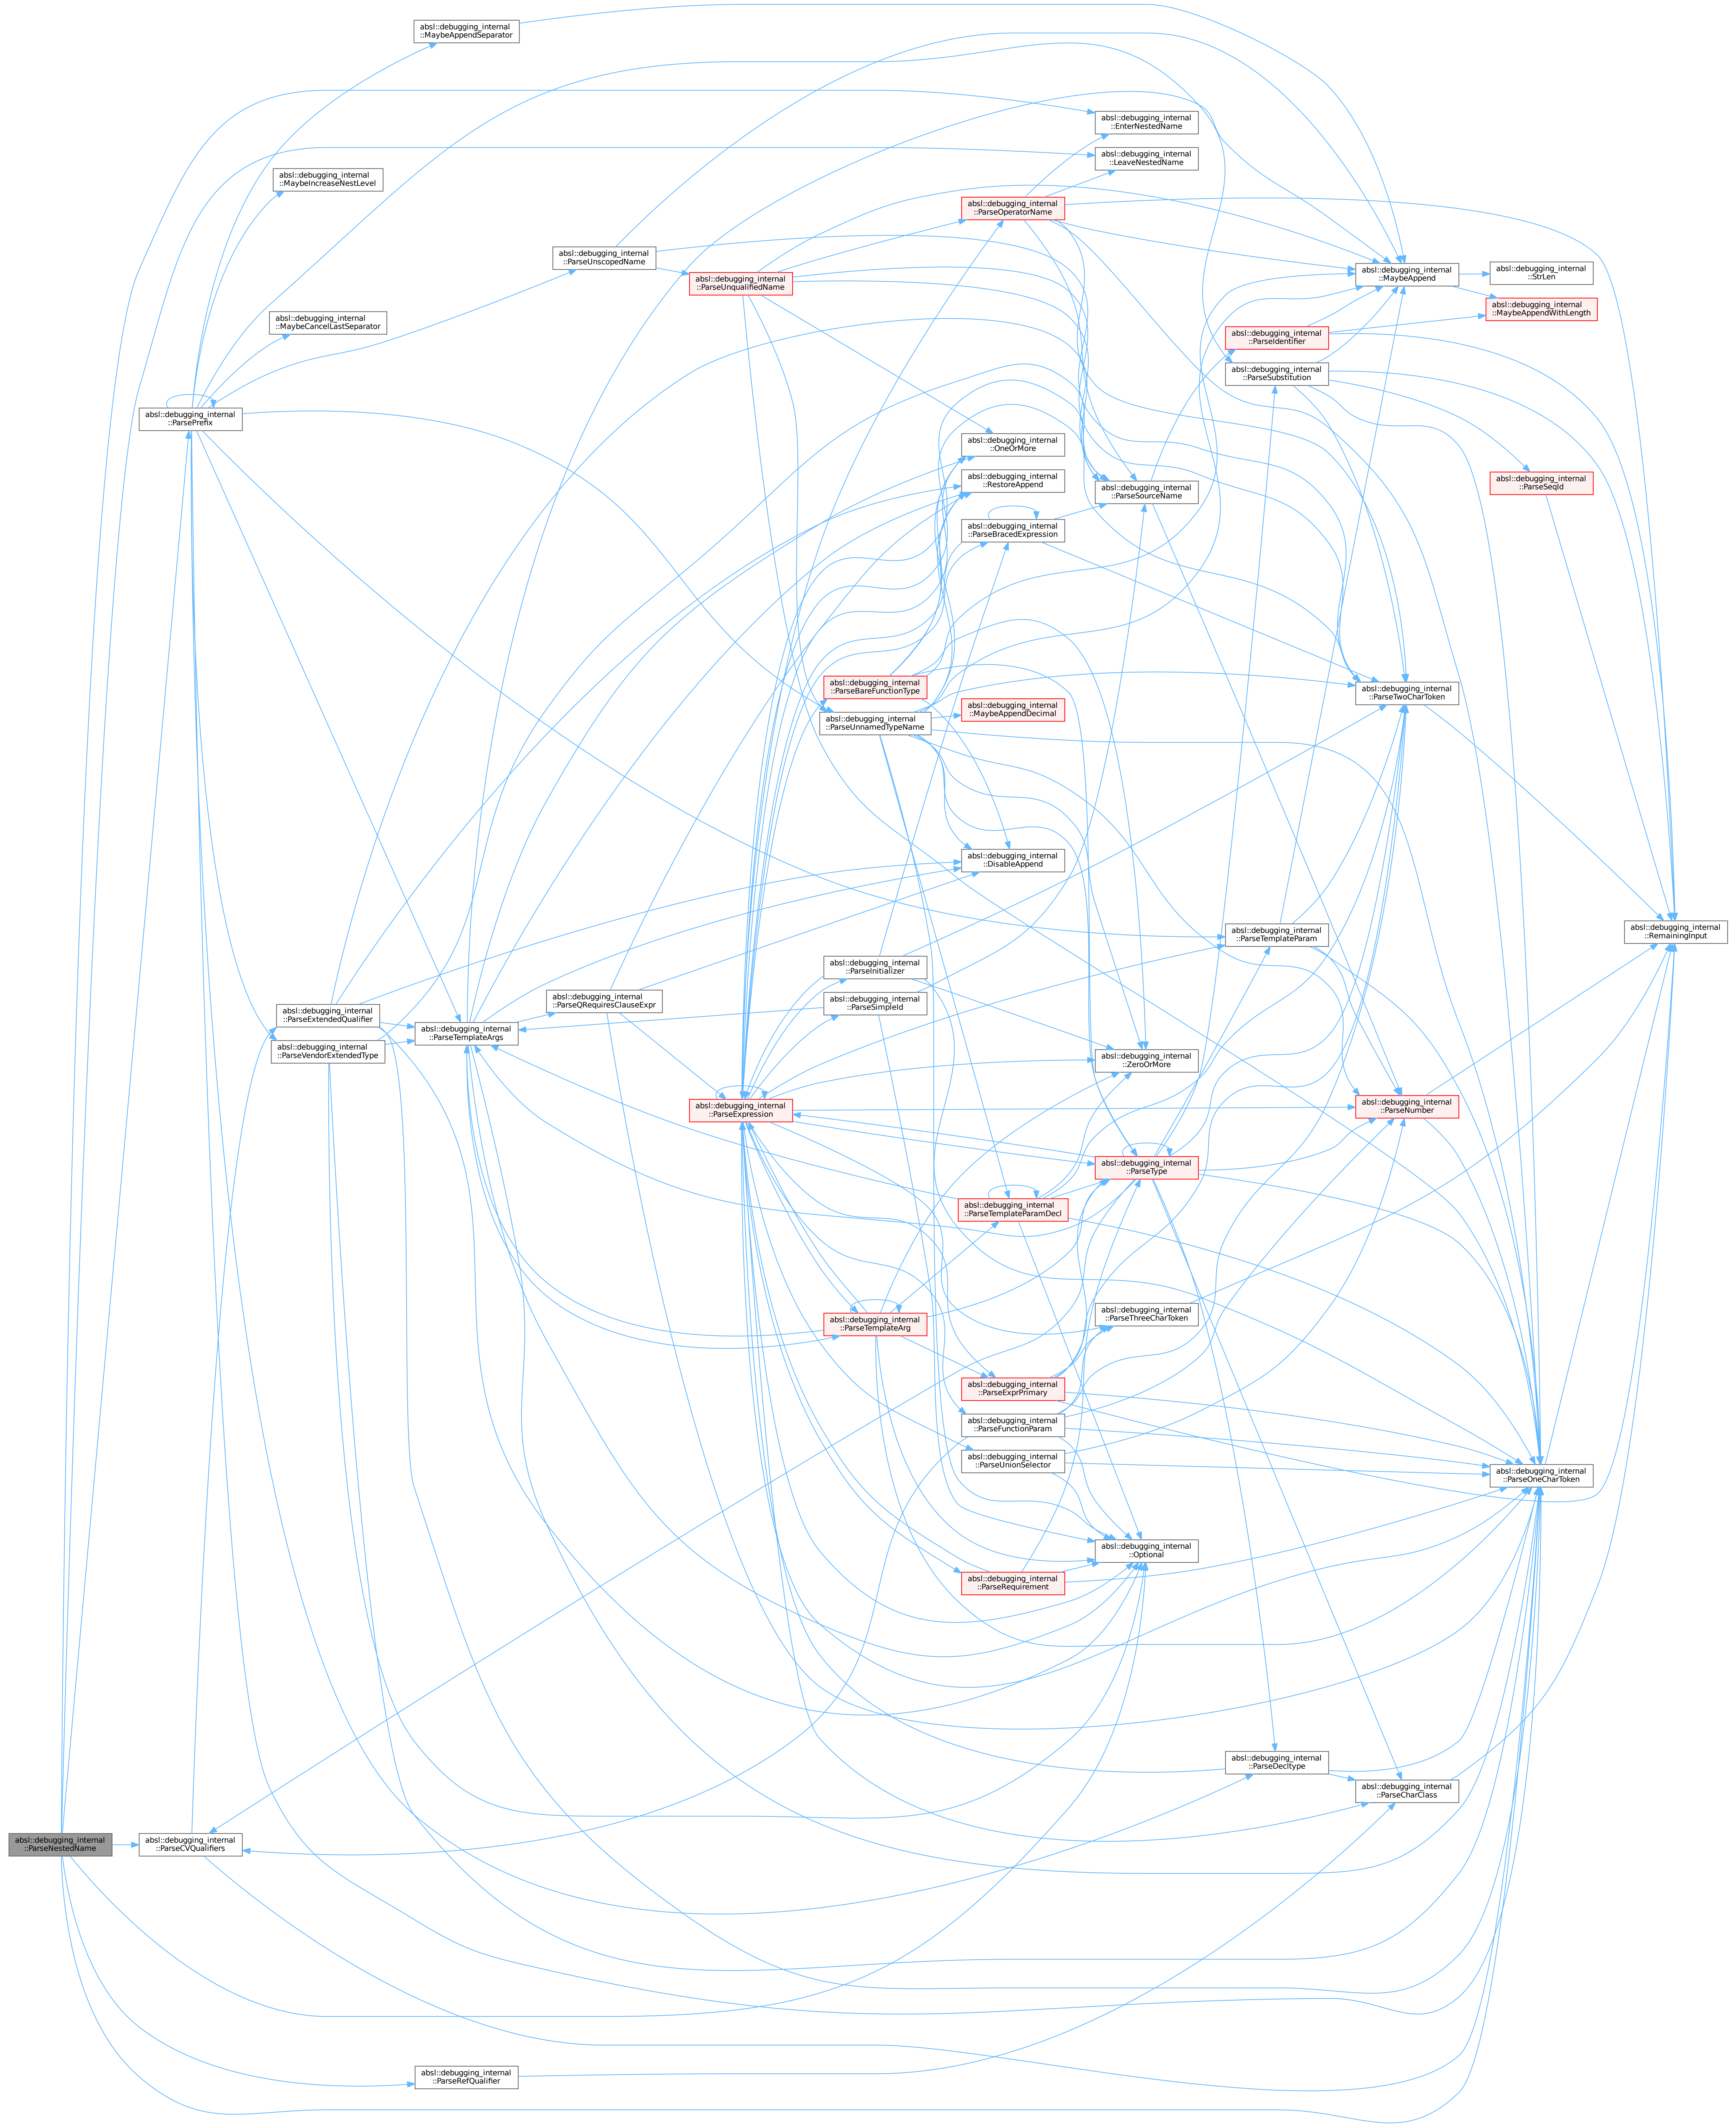 absl::debugging_internal
::ParseNestedName
absl::debugging_internal
::ParsePrefix
absl::debugging_internal
::ParseCVQualifiers
absl::debugging_internal
::MaybeIncreaseNestLevel
absl::debugging_internal
::MaybeCancelLastSeparator
absl::debugging_internal
::ParseExtendedQualifier
absl::debugging_internal
::ParseVendorExtendedType
absl::debugging_internal
::MaybeAppendSeparator
absl::debugging_internal
::ParseTemplateArgs
absl::debugging_internal
::ParseRefQualifier
absl::debugging_internal
::ParseUnscopedName
absl::debugging_internal
::ParseQRequiresClauseExpr
absl::debugging_internal
::ParseUnqualifiedName
absl::debugging_internal
::ParseExpression
absl::debugging_internal
::ParseBareFunctionType
absl::debugging_internal
::ParseUnnamedTypeName
absl::debugging_internal
::ParseInitializer
absl::debugging_internal
::ParseSimpleId
absl::debugging_internal
::ParseTemplateArg
absl::debugging_internal
::ParseOperatorName
absl::debugging_internal
::OneOrMore
absl::debugging_internal
::RestoreAppend
absl::debugging_internal
::ParseBracedExpression
absl::debugging_internal
::MaybeAppendDecimal
absl::debugging_internal
::DisableAppend
absl::debugging_internal
::ParseTemplateParamDecl
absl::debugging_internal
::ParseExprPrimary
absl::debugging_internal
::ParseFunctionParam
absl::debugging_internal
::ParseUnionSelector
absl::debugging_internal
::ParseRequirement
absl::debugging_internal
::EnterNestedName
absl::debugging_internal
::LeaveNestedName
absl::debugging_internal
::ParseSourceName
absl::debugging_internal
::ZeroOrMore
absl::debugging_internal
::ParseType
absl::debugging_internal
::ParseThreeCharToken
absl::debugging_internal
::Optional
absl::debugging_internal
::ParseIdentifier
absl::debugging_internal
::ParseSubstitution
absl::debugging_internal
::ParseTemplateParam
absl::debugging_internal
::ParseDecltype
absl::debugging_internal
::MaybeAppend
absl::debugging_internal
::ParseTwoCharToken
absl::debugging_internal
::ParseNumber
absl::debugging_internal
::ParseCharClass
absl::debugging_internal
::StrLen
absl::debugging_internal
::MaybeAppendWithLength
absl::debugging_internal
::ParseSeqId
absl::debugging_internal
::ParseOneCharToken
absl::debugging_internal
::RemainingInput